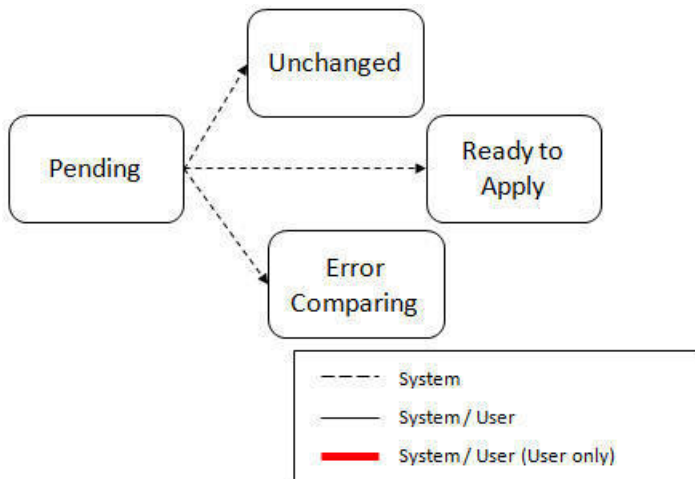 Unchanged
Pending
Ready to
Apply
Error
Comparing
System
System / User
System / User (User only)